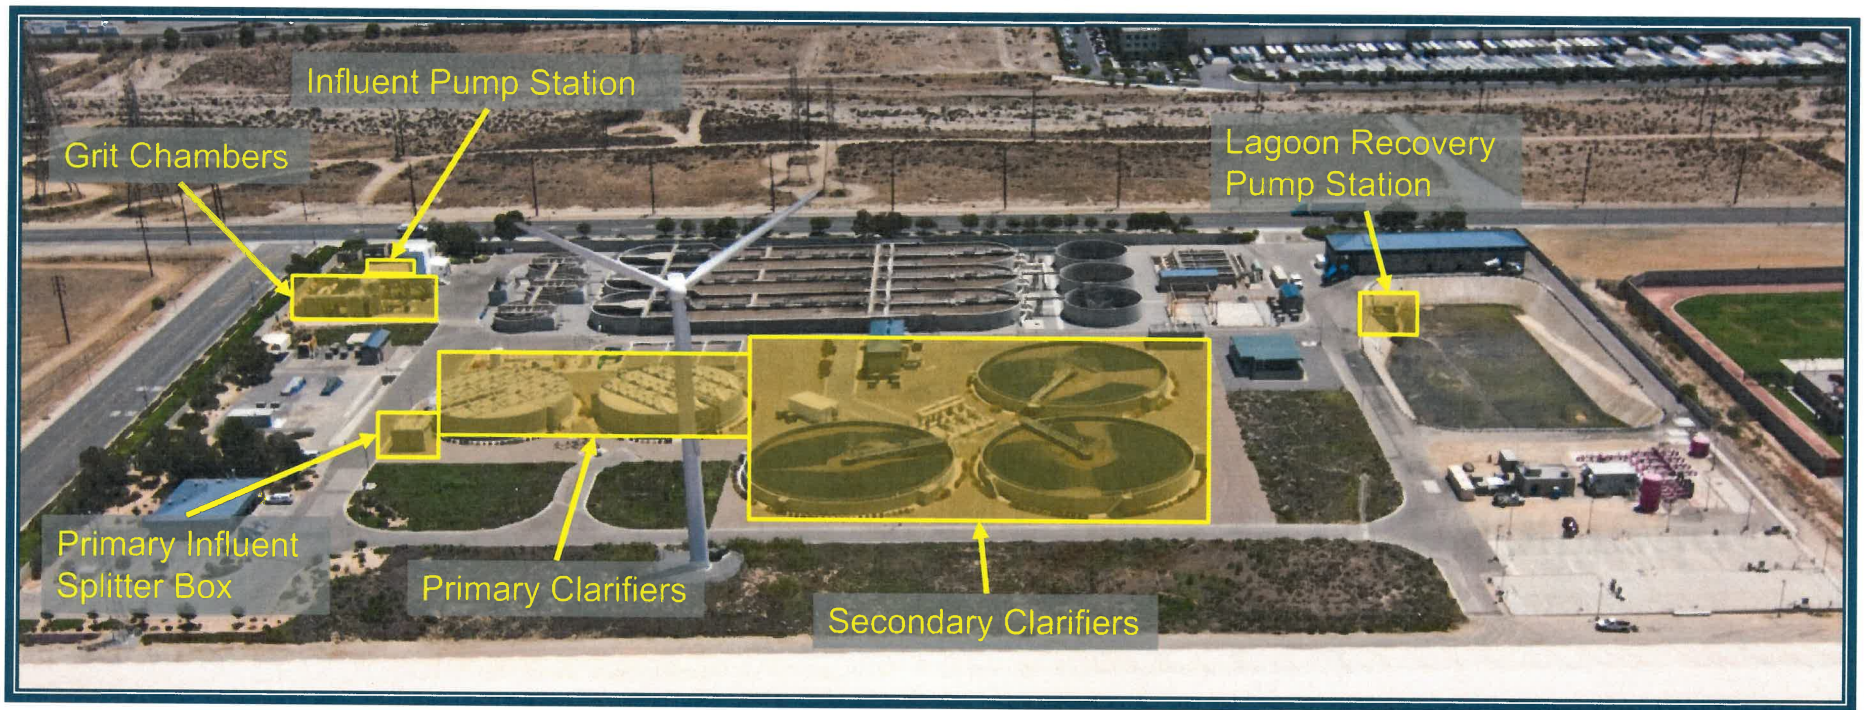 Influent Pump Station
Grit Chambers
Lagoon Recovery
Pump Station
Primary Influent
Splitter Box
Primary Clarifiers
Secondary Clarifiers